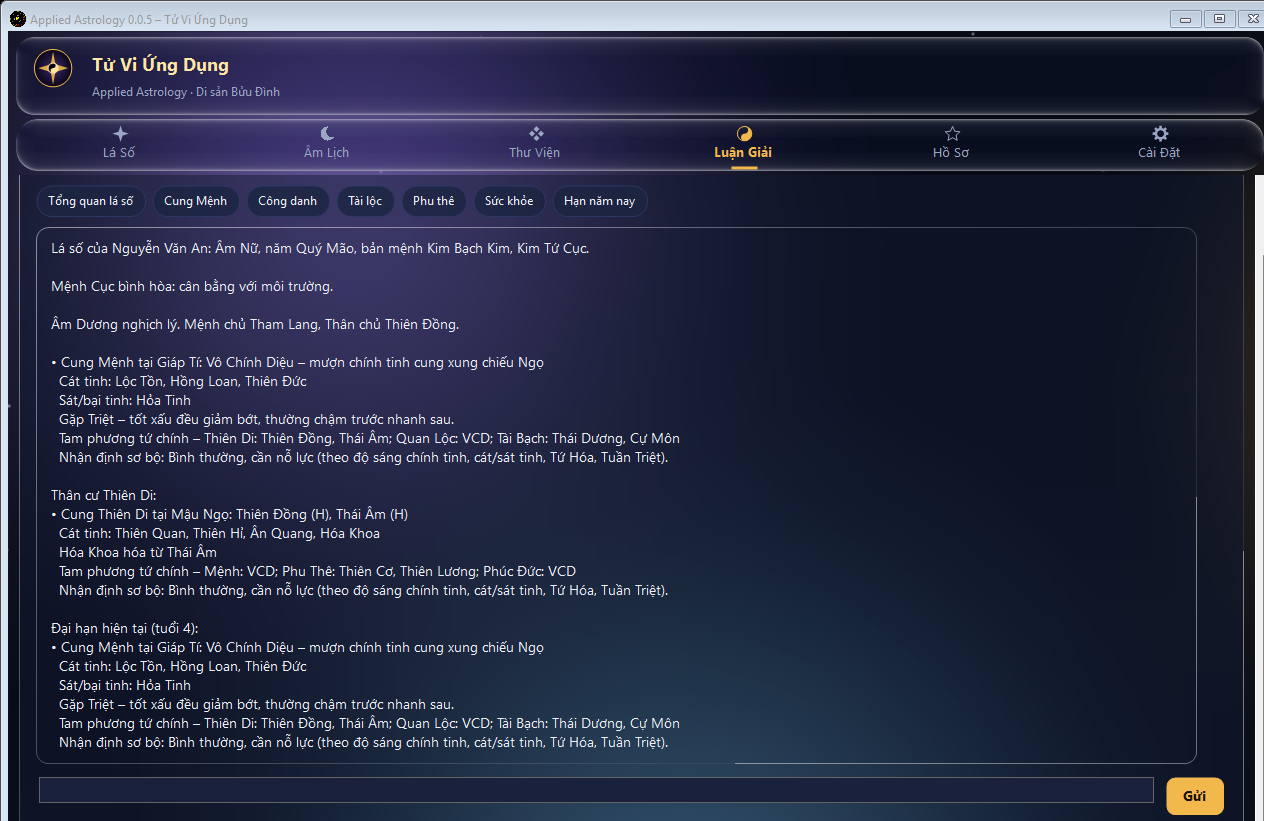 Applied Astrology 0.0.5 – Tử Vi Ứng Dụng
Tử Vi Ứng Dụng
Applied Astrology · Di sản Bửu Đình
Lá Số
Âm Lịch
Thư Viện
Luận Giải
Hồ Sơ
Cài Đặt
Tổng quan lá số
Cung Mệnh
Công danh
Tài lộc
Phu thê
Sức khỏe
Hạn năm nay
Lá số của Nguyễn Văn An: Âm Nữ, năm Quý Mão, bản mệnh Kim Bạch Kim, Kim Tứ Cục.
Mệnh Cục bình hòa: cân bằng với môi trường.
Âm Dương nghịch lý. Mệnh chủ Tham Lang, Thân chủ Thiên Đồng.
• Cung Mệnh tại Giáp Tí: Vô Chính Diệu – mượn chính tinh cung xung chiếu Ngọ
Cát tinh: Lộc Tồn, Hồng Loan, Thiên Đức
Sát/bại tinh: Hỏa Tinh
Gặp Triệt – tốt xấu đều giảm bớt, thường chậm trước nhanh sau.
Tam phương tứ chính – Thiên Di: Thiên Đồng, Thái Âm; Quan Lộc: VCD; Tài Bạch: Thái Dương, Cự Môn
Nhận định sơ bộ: Bình thường, cần nỗ lực (theo độ sáng chính tinh, cát/sát tinh, Tứ Hóa, Tuần Triệt).
Thân cư Thiên Di:
• Cung Thiên Di tại Mậu Ngọ: Thiên Đồng (H), Thái Âm (H)
Cát tinh: Thiên Quan, Thiên Hỉ, Ân Quang, Hóa Khoa
Hóa Khoa hóa từ Thái Âm
Tam phương tứ chính – Mệnh: VCD; Phu Thê: Thiên Cơ, Thiên Lương; Phúc Đức: VCD
Nhận định sơ bộ: Bình thường, cần nỗ lực (theo độ sáng chính tinh, cát/sát tinh, Tứ Hóa, Tuần Triệt).
Đại hạn hiện tại (tuổi 4):
• Cung Mệnh tại Giáp Tí: Vô Chính Diệu – mượn chính tinh cung xung chiếu Ngọ
Cát tinh: Lộc Tồn, Hồng Loan, Thiên Đức
Sát/bại tinh: Hỏa Tinh
Gặp Triệt – tốt xấu đều giảm bớt, thường chậm trước nhanh sau.
Tam phương tứ chính – Thiên Di: Thiên Đồng, Thái Âm; Quan Lộc: VCD; Tài Bạch: Thái Dương, Cự Môn
Nhận định sơ bộ: Bình thường, cần nỗ lực (theo độ sáng chính tinh, cát/sát tinh, Tứ Hóa, Tuần Triệt).
Gửi